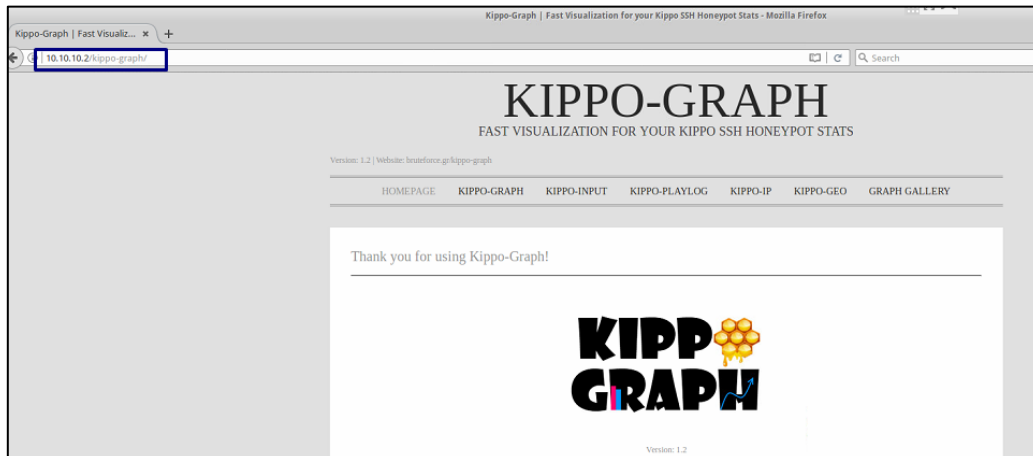 Kippo-Graph | Fast Visualization for your Kippo SSH Honeypot Stats - Mozilla Firefox
Kippo-Graph | Fast Visualiz... × +
10.10.10.2/kippo-graph/ Search
KIPPO-GRAPH
FAST VISUALIZATION FOR YOUR KIPPO SSH HONEYPOT STATS
Version: 1.2 | Website: bruteforce.gr/kippo-graph
HOMEPAGE KIPPO-GRAPH KIPPO-INPUT KIPPO-PLAYLOG KIPPO-IP KIPPO-GEO GRAPH GALLERY
Thank you for using Kippo-Graph!
KIPPO
GRAPH
Version: 1.2